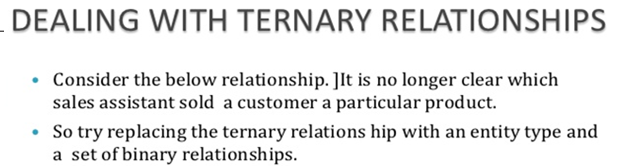 DEALING WITH TERNARY RELATIONSHIPS
• Consider the below relationship. ]It is no longer clear which
sales assistant sold a customer a particular product.
• So try replacing the ternary relations hip with an entity type and
a set of binary relationships.